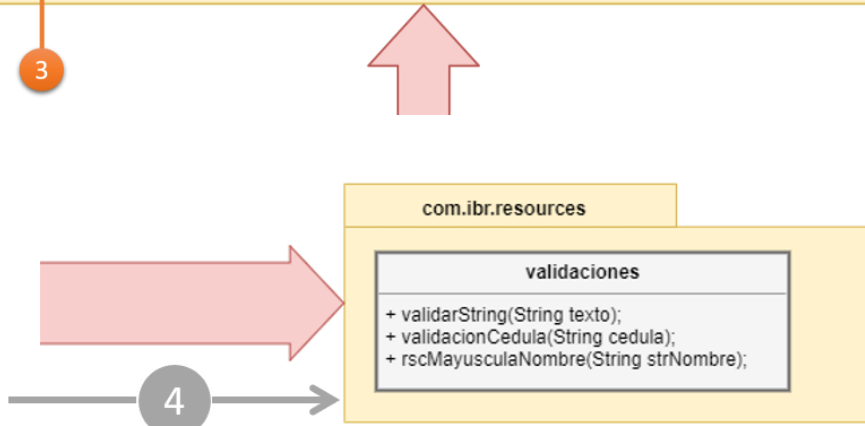 3
com.ibr.resources
validaciones
+ validarString(String texto);
+ validacionCedula(String cedula);
+ rscMayusculaNombre(String strNombre);
4